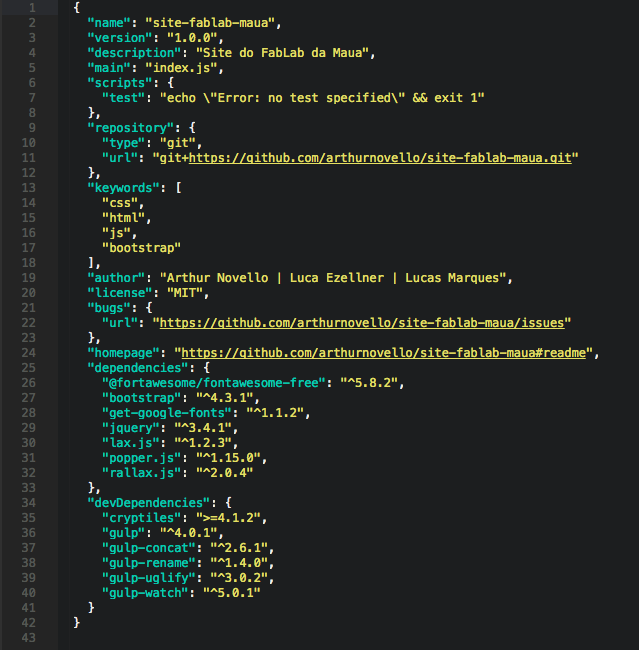 1 {
2 "name": "site-fablab-maua",
3 "version": "1.0.0",
4 "description": "Site do FabLab da Maua",
5 "main": "index.js",
6 "scripts": {
7 "test": "echo \"Error: no test specified\" && exit 1"
8 },
9 "repository": {
10 "type": "git",
11 "url": "git+https://github.com/arthurnovello/site-fablab-maua.git"
12 },
13 "keywords": [
14 "css",
15 "html",
16 "js",
17 "bootstrap"
18 ],
19 "author": "Arthur Novello | Luca Ezellner | Lucas Marques",
20 "license": "MIT",
21 "bugs": {
22 "url": "https://github.com/arthurnovello/site-fablab-maua/issues"
23 },
24 "homepage": "https://github.com/arthurnovello/site-fablab-maua#readme",
25 "dependencies": {
26 "@fortawesome/fontawesome-free": "^5.8.2",
27 "bootstrap": "^4.3.1",
28 "get-google-fonts": "^1.1.2",
29 "jquery": "^3.4.1",
30 "lax.js": "^1.2.3",
31 "popper.js": "^1.15.0",
32 "rallax.js": "^2.0.4"
33 },
34 "devDependencies": {
35 "cryptiles": ">=4.1.2",
36 "gulp": "^4.0.1",
37 "gulp-concat": "^2.6.1",
38 "gulp-rename": "^1.4.0",
39 "gulp-uglify": "^3.0.2",
40 "gulp-watch": "^5.0.1"
41 }
42 }
43